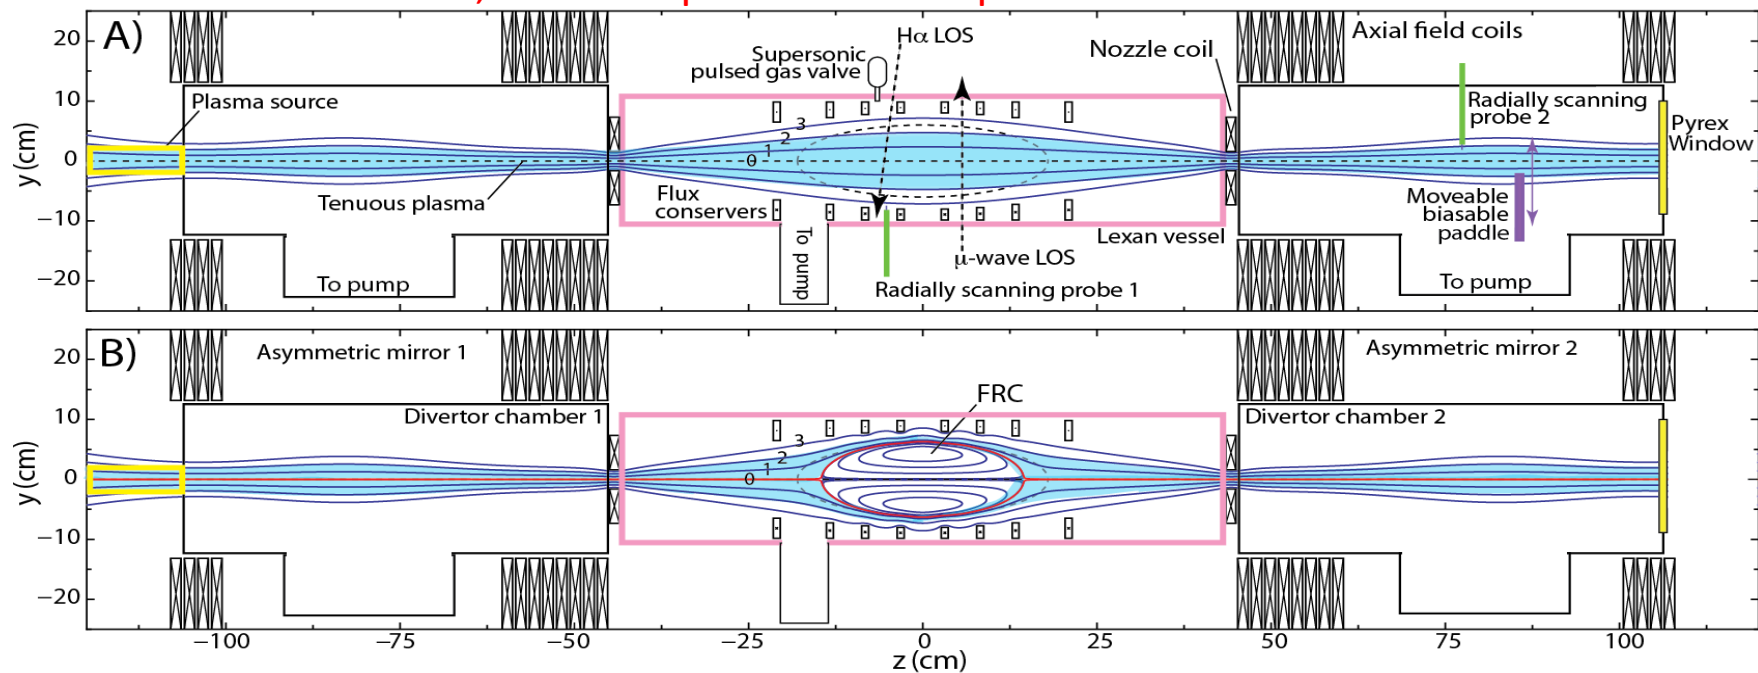 A)
20
10
0
−10
−20
y (cm)
Plasma source
Tenuous plasma
To pump
Supersonic
pulsed gas valve
Hα LOS
3
2
1
0
Flux
conservers
To pump
Radially scanning probe 1
μ-wave LOS
Lexan vessel
Nozzle coil
Axial field coils
Radially scanning
probe 2
Pyrex
Window
Moveable
biasable
paddle
To pump
B)
20
10
0
−10
−20
y (cm)
Asymmetric mirror 1
Divertor chamber 1
3
2
1
0
FRC
Asymmetric mirror 2
Divertor chamber 2
−100
−75
−50
−25
0
25
50
75
100
z (cm)